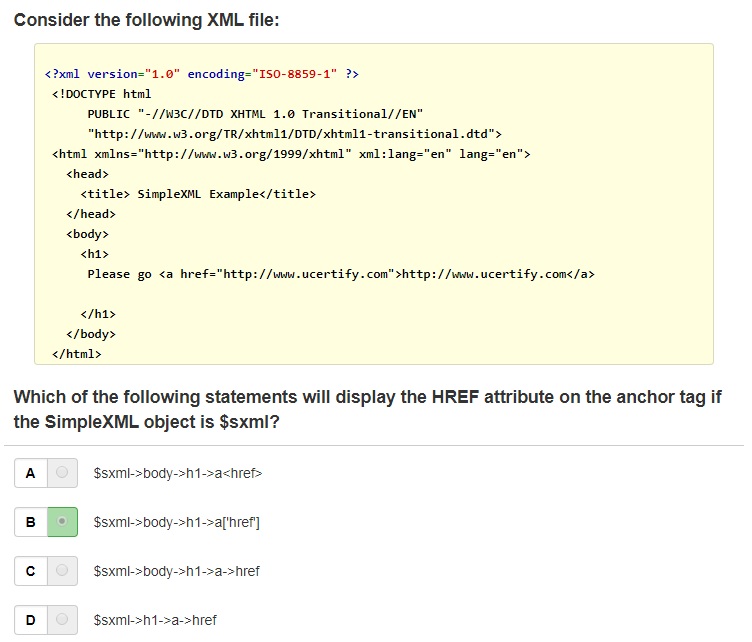 Consider the following XML file:
<?xml version="1.0" encoding="ISO-8859-1" ?>
<!DOCTYPE html
PUBLIC "-//W3C//DTD XHTML 1.0 Transitional//EN"
"http://www.w3.org/TR/xhtml1/DTD/xhtml1-transitional.dtd">
<html xmlns="http://www.w3.org/1999/xhtml" xml:lang="en" lang="en">
<head>
<title> SimpleXML Example</title>
</head>
<body>
<h1>
Please go <a href="http://www.ucertify.com">http://www.ucertify.com</a>
</h1>
</body>
</html>
Which of the following statements will display the HREF attribute on the anchor tag if
the SimpleXML object is $sxml?
A $sxml->body->h1->a<href>
B $sxml->body->h1->a['href']
C $sxml->body->h1->a->href
D $sxml->h1->a->href